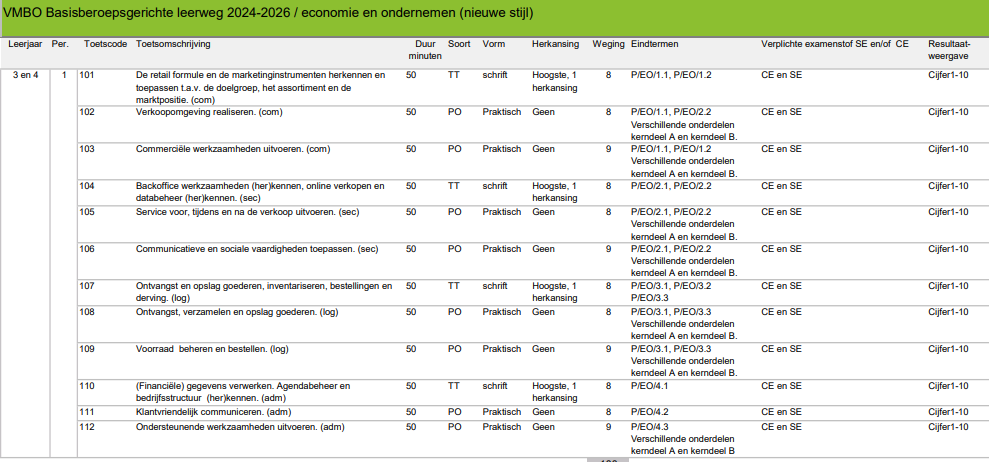 VMBO Basisberoepsgerichte leerweg 2024-2026 / economie en ondernemen (nieuwe stijl)
Leerjaar Per. Toetscode Toetsomschrijving Duur minuten Soort Vorm Herkansing Weging Eindtermen Verplichte examenstof SE en/of CE Resultaat-weergave
3 en 4 1 101 De retail formule en de marketinginstrumenten herkennen en 50 TT schrift Hoogste, 1 8 P/EO/1.1, P/EO/1.2 CE en SE Cijfer1-10
toepassen t.a.v. de doelgroep, het assortiment en de herkansing
marktpositie. (com)
102 Verkoopomgeving realiseren. (com) 50 PO Praktisch Geen 8 P/EO/1.1, P/EO/2.2 CE en SE Cijfer1-10
Verschillende onderdelen
kerndeel A en kerndeel B.
103 Commerciële werkzaamheden uitvoeren. (com) 50 PO Praktisch Geen 9 P/EO/1.1, P/EO/1.2 CE en SE Cijfer1-10
Verschillende onderdelen
kerndeel A en kerndeel B.
104 Backoffice werkzaamheden (her)kennen, online verkopen en 50 TT schrift Hoogste, 1 8 P/EO/2.1, P/EO/2.2 CE en SE Cijfer1-10
databeheer (her)kennen. (sec) herkansing
105 Service voor, tijdens en na de verkoop uitvoeren. (sec) 50 PO Praktisch Geen 8 P/EO/2.1, P/EO/2.2 CE en SE Cijfer1-10
Verschillende onderdelen
kerndeel A en kerndeel B.
106 Communicatieve en sociale vaardigheden toepassen. (sec) 50 PO Praktisch Geen 9 P/EO/2.1, P/EO/2.2 CE en SE Cijfer1-10
Verschillende onderdelen
kerndeel A en kerndeel B.
107 Ontvangst en opslag goederen, inventariseren, bestellingen en 50 TT schrift Hoogste, 1 8 P/EO/3.1, P/EO/3.2 CE en SE Cijfer1-10
derving. (log) herkansing P/EO/3.3
108 Ontvangst, verzamelen en opslag goederen. (log) 50 PO Praktisch Geen 8 P/EO/3.1, P/EO/3.3 CE en SE Cijfer1-10
Verschillende onderdelen
kerndeel A en kerndeel B.
109 Voorraad beheren en bestellen. (log) 50 PO Praktisch Geen 9 P/EO/3.1, P/EO/3.3 CE en SE Cijfer1-10
Verschillende onderdelen
kerndeel A en kerndeel B.
110 (Financiële) gegevens verwerken. Agendabeheer en 50 TT schrift Hoogste, 1 8 P/EO/4.1 CE en SE Cijfer1-10
bedrijfsstructuur (her)kennen. (adm) herkansing
111 Klantvriendelijk communiceren. (adm) 50 PO Praktisch Geen 8 P/EO/4.2 CE en SE Cijfer1-10
112 Ondersteunende werkzaamheden uitvoeren. (adm) 50 PO Praktisch Geen 9 P/EO/4.3 CE en SE Cijfer1-10
Verschillende onderdelen
kerndeel A en kerndeel B